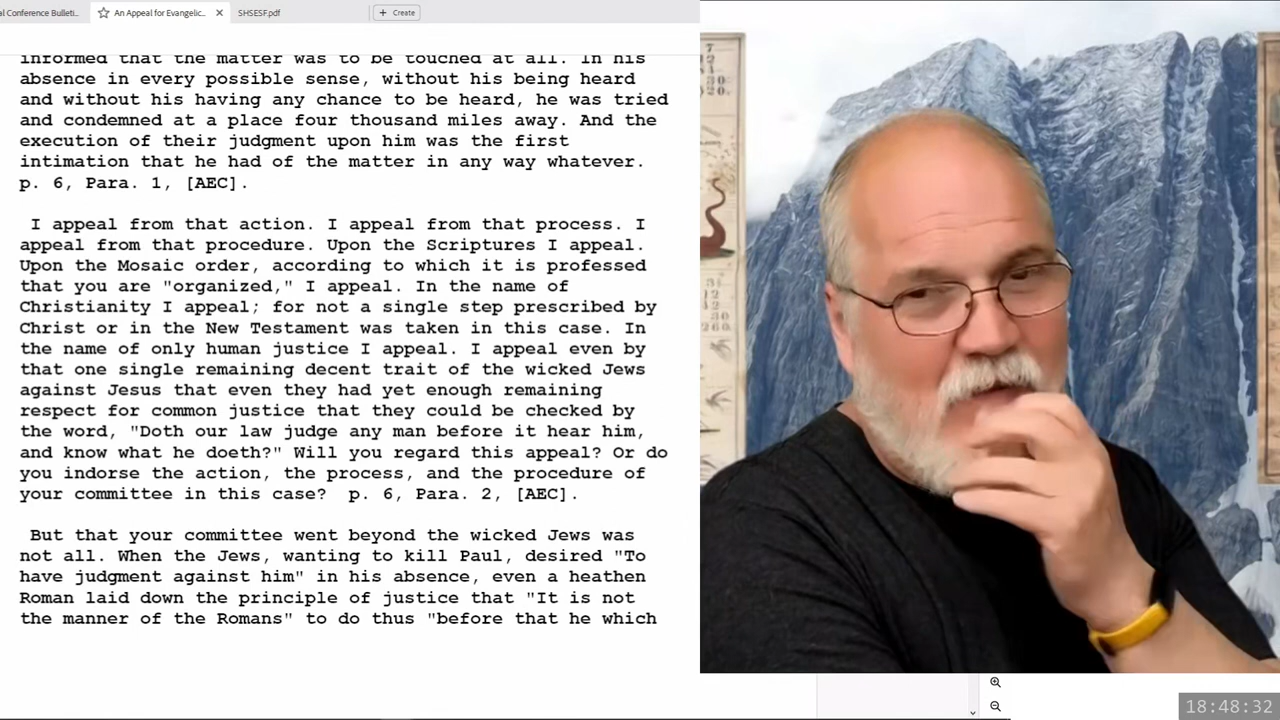 al Conference Bulleti..
An Appeal for Evangelic..
SHSESF.pdf
Create
informed that the matter was to be touched at all. In his
absence in every possible sense, without his being heard
and without his having any chance to be heard, he was tried
and condemned at a place four thousand miles away. And the
execution of their judgment upon him was the first
intimation that he had of the matter in any way whatever.
p. 6, Para. 1, [AEC].
I appeal from that action. I appeal from that process. I
appeal from that procedure. Upon the Scriptures I appeal.
Upon the Mosaic order, according to which it is professed
that you are "organized," I appeal. In the name of
Christianity I appeal; for not a single step prescribed by
Christ or in the New Testament was taken in this case. In
the name of only human justice I appeal. I appeal even by
that one single remaining decent trait of the wicked Jews
against Jesus that even they had yet enough remaining
respect for common justice that they could be checked by
the word, "Doth our law judge any man before it hear him,
and know what he doeth?" Will you regard this appeal? Or do
you indorse the action, the process, and the procedure of
your committee in this case? p. 6, Para. 2, [AEC].
But that your committee went beyond the wicked Jews was
not all. When the Jews, wanting to kill Paul, desired "To
have judgment against him" in his absence, even a heathen
Roman laid down the principle of justice that "It is not
the manner of the Romans" to do thus "before that he which
18:48:32